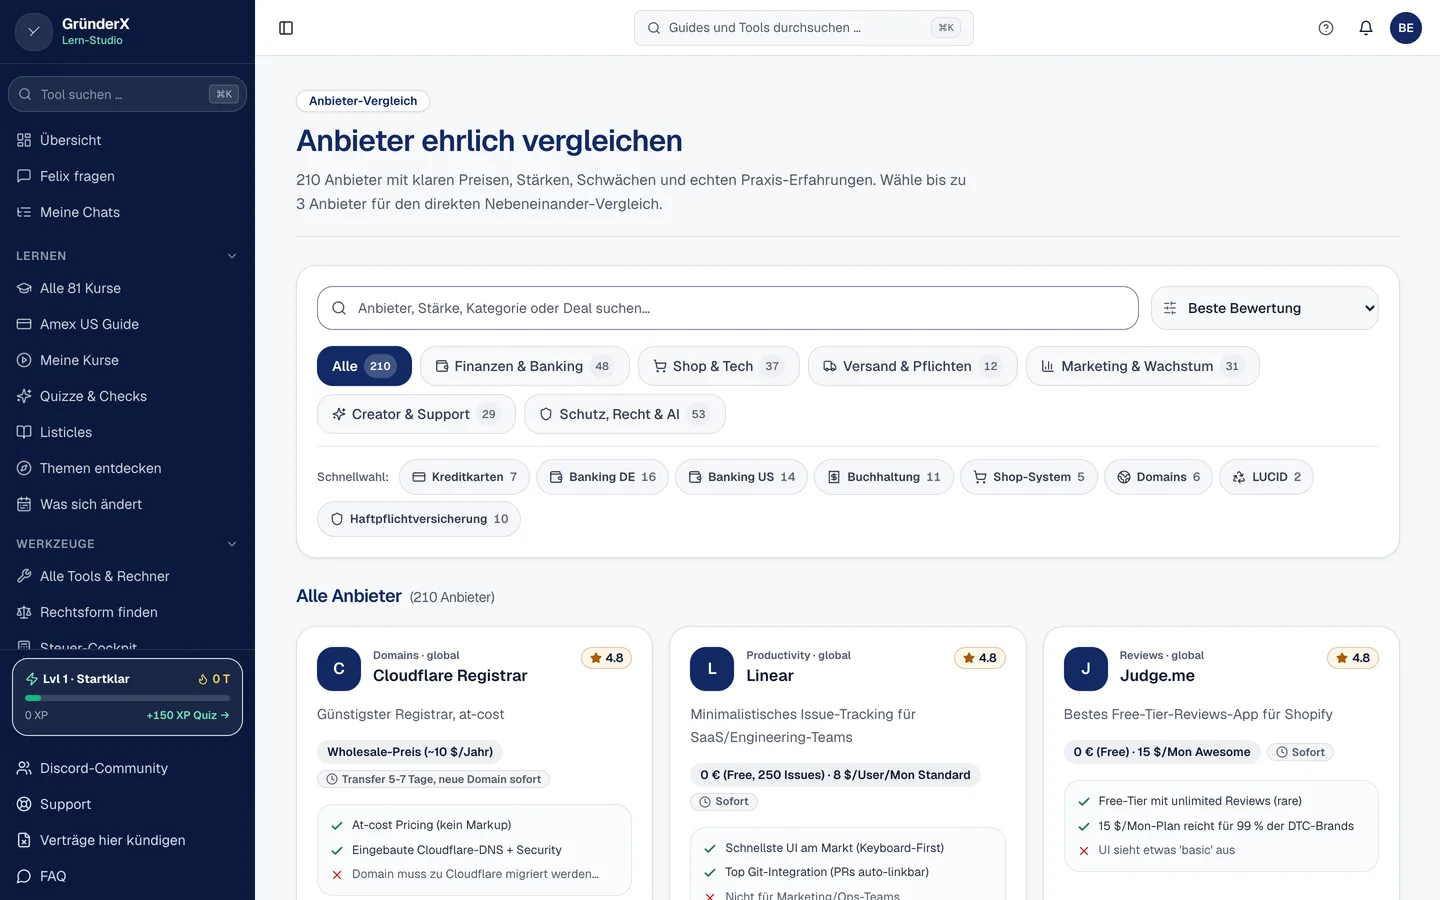 GründerX
Lern-Studio
Tool suchen ...
⌘K
Übersicht
Felix fragen
Meine Chats
LERNEN
Alle 81 Kurse
Amex US Guide
Meine Kurse
Quizze & Checks
Listicles
Themen entdecken
Was sich ändert
WERKZEUGE
Alle Tools & Rechner
Rechtsform finden
Steuer-Cockpit
Lvl 1 · Startklar
0 T
0 XP
+150 XP Quiz →
Discord-Community
Support
Verträge hier kündigen
FAQ
Guides und Tools durchsuchen ...
⌘K
BE
Anbieter-Vergleich
Anbieter ehrlich vergleichen
210 Anbieter mit klaren Preisen, Stärken, Schwächen und echten Praxis-Erfahrungen. Wähle bis zu
3 Anbieter für den direkten Nebeneinander-Vergleich.
Anbieter, Stärke, Kategorie oder Deal suchen...
Beste Bewertung
Alle 210
Finanzen & Banking 48
Shop & Tech 37
Versand & Pflichten 12
Marketing & Wachstum 31
Creator & Support 29
Schutz, Recht & AI 53
Schnellwahl:
Kreditkarten 7
Banking DE 16
Banking US 14
Buchhaltung 11
Shop-System 5
Domains 6
LUCID 2
Haftpflichtversicherung 10
Alle Anbieter (210 Anbieter)
C
Domains · global
Cloudflare Registrar
4.8
Günstigster Registrar, at-cost
Wholesale-Preis (~10 $/Jahr)
Transfer 5-7 Tage, neue Domain sofort
At-cost Pricing (kein Markup)
Eingebaute Cloudflare-DNS + Security
Domain muss zu Cloudflare migriert werden...
L
Productivity · global
Linear
4.8
Minimalistisches Issue-Tracking für
SaaS/Engineering-Teams
0 € (Free, 250 Issues) · 8 $/User/Mon Standard
Sofort
Schnellste UI am Markt (Keyboard-First)
Top Git-Integration (PRs auto-linkbar)
Nicht für Marketing/Ops-Teams
J
Reviews · global
Judge.me
4.8
Bestes Free-Tier-Reviews-App für Shopify
0 € (Free) · 15 $/Mon Awesome
Sofort
Free-Tier mit unlimited Reviews (rare)
15 $/Mon-Plan reicht für 99 % der DTC-Brands
UI sieht etwas 'basic' aus